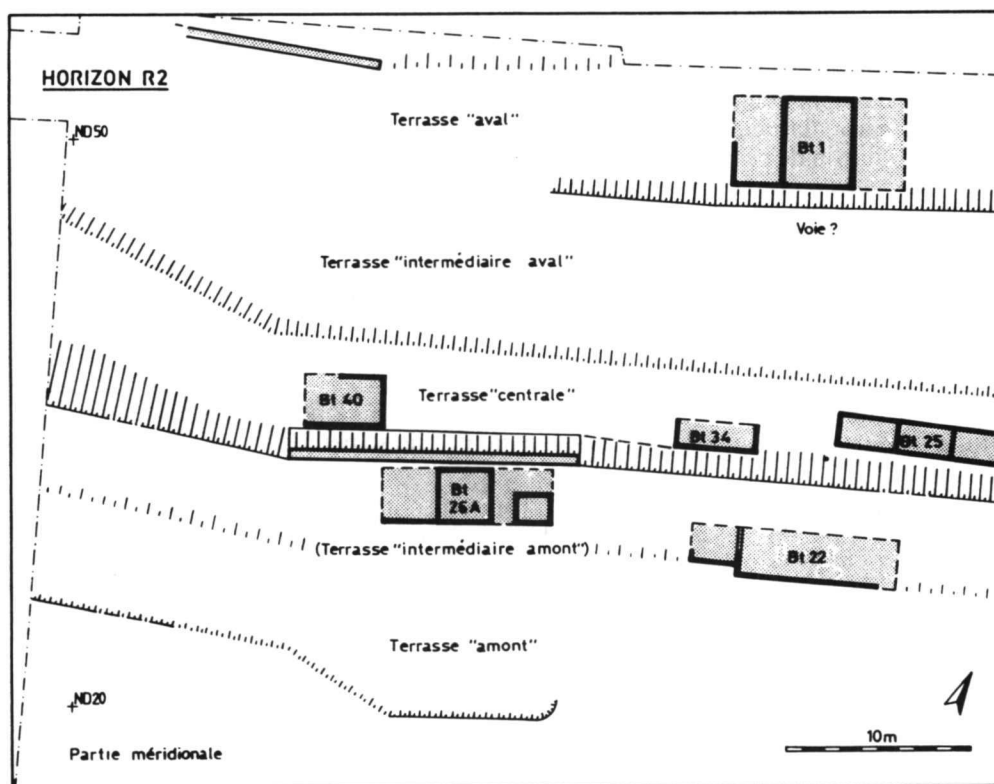 HORIZON R2
Terrasse "aval"
ND50
Bt 1
Voie ?
Terrasse "intermédiaire aval"
Bt 40
Terrasse "centrale"
Bt 34
Bt 25
Bt
26A
(Terrasse "intermédiaire amont")
Bt 22
Terrasse "amont"
ND20
Partie méridionale
10m